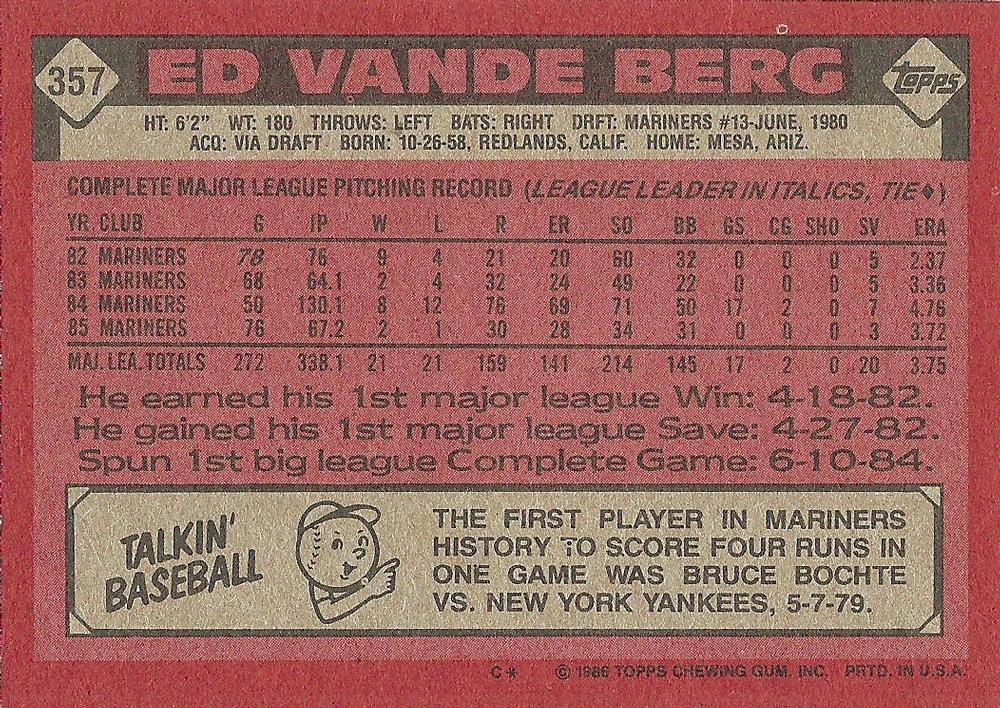 357 ED VANDE BERG topps
HT: 6'2" WT: 180 THROWS: LEFT BATS: RIGHT DRFT: MARINERS #13-JUNE, 1980
ACQ: VIA DRAFT BORN: 10-26-58, REDLANDS, CALIF. HOME: MESA, ARIZ.
COMPLETE MAJOR LEAGUE PITCHING RECORD (LEAGUE LEADER IN ITALICS, TIE♦)
YR. CLUB G IP W L R ER SO BB GS CG SHO SV ERA
82 MARINERS 78 76 9 4 21 20 60 32 0 0 0 5 2.37
83 MARINERS 68 64.1 2 4 32 24 49 22 0 0 0 5 3.36
84 MARINERS 50 130.1 8 12 76 69 71 50 17 2 0 7 4.76
85 MARINERS 76 67.2 2 1 30 28 34 31 0 0 0 3 3.72
MAJ. LEA. TOTALS 272 338.1 21 21 159 141 214 145 17 2 0 20 3.75
He earned his 1st major league Win: 4-18-82.
He gained his 1st major league Save: 4-27-82.
Spun 1st big league Complete Game: 6-10-84.
TALKIN'
BASEBALL
THE FIRST PLAYER IN MARINERS
HISTORY TO SCORE FOUR RUNS IN
ONE GAME WAS BRUCE BOCHTE
VS. NEW YORK YANKEES, 5-7-79.
C* © 1986 TOPPS CHEWING GUM, INC. PRTD. IN U.S.A.